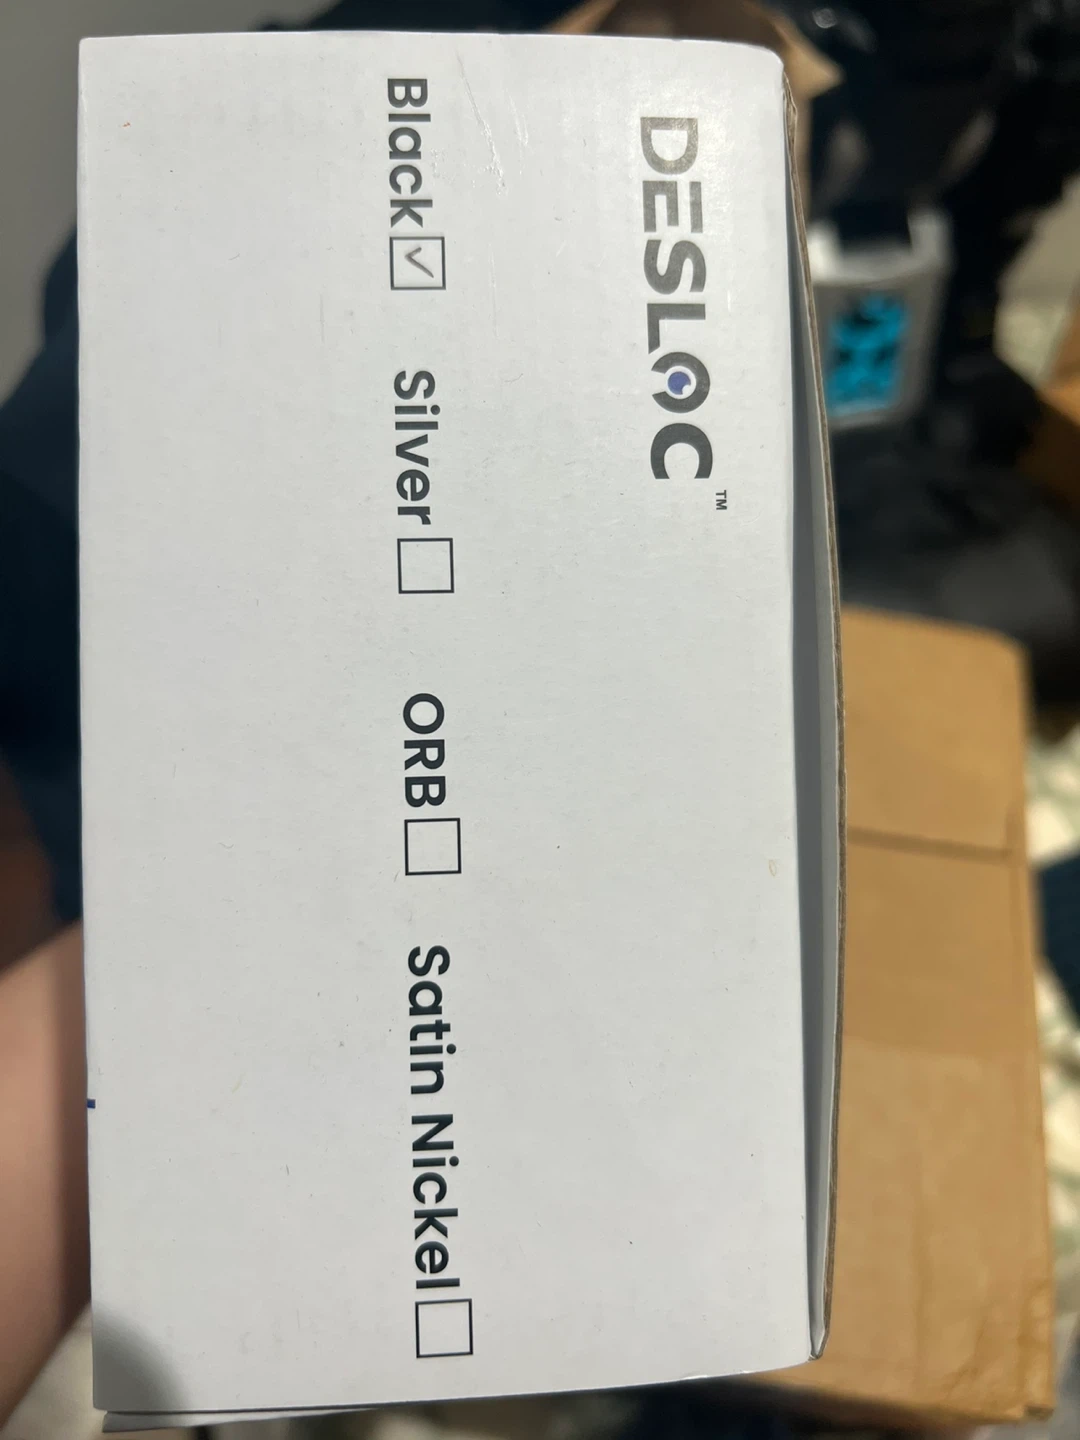 DESLOC™
Black☑ Silver☐ ORB☐ Satin Nickel☐